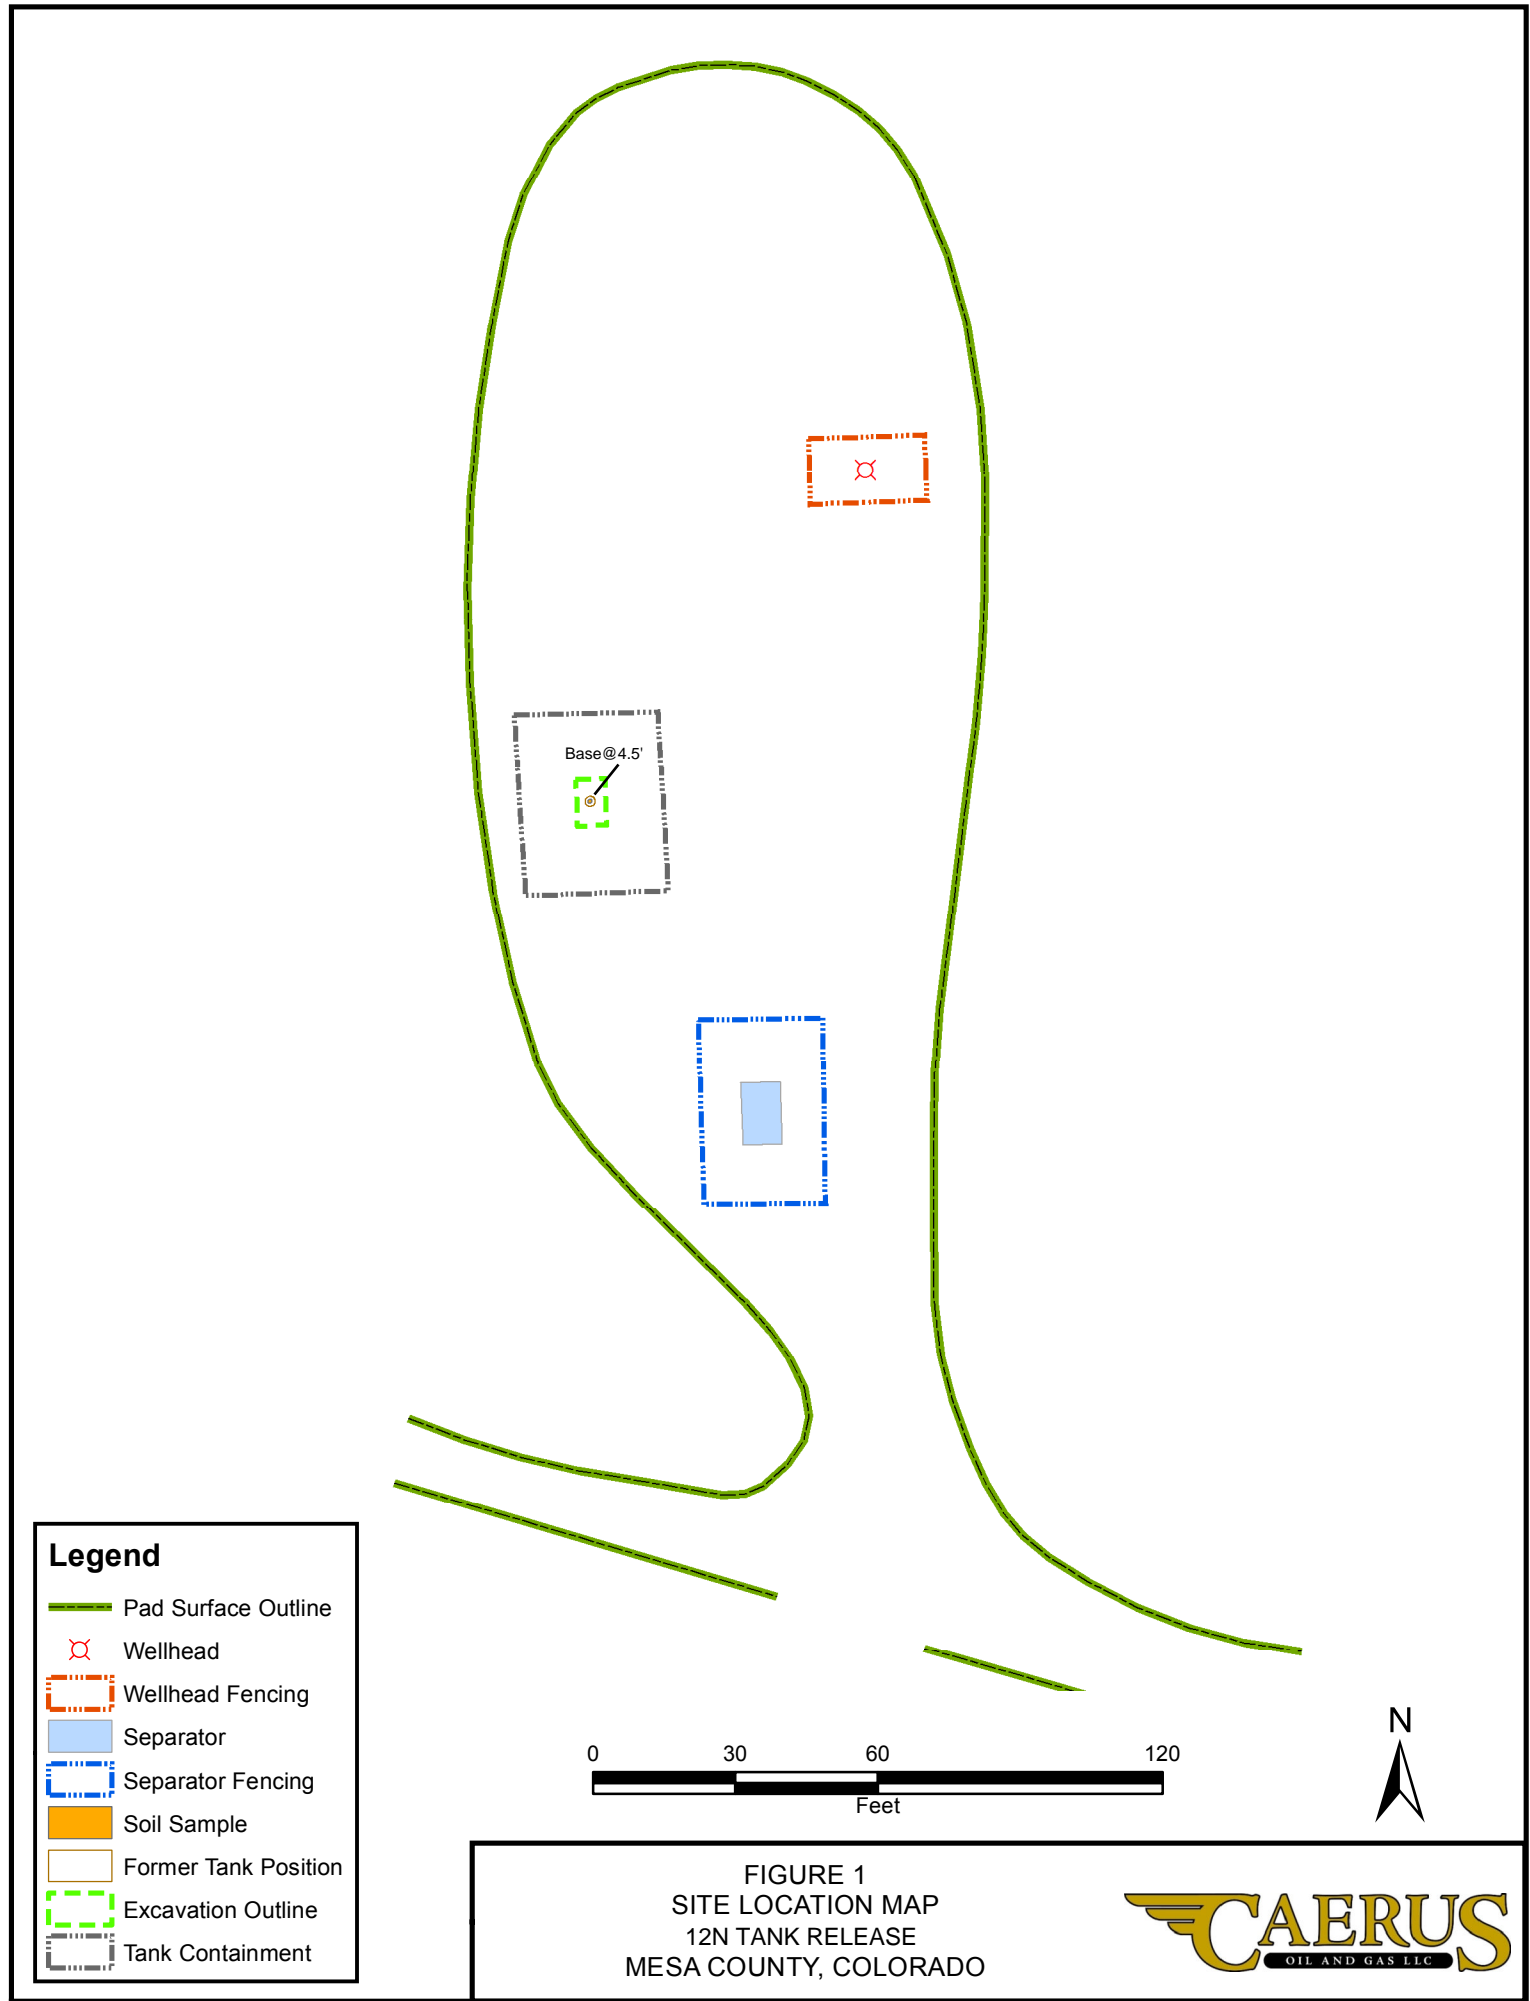 Base@4.5'
Legend
Pad Surface Outline
Wellhead
Wellhead Fencing
Separator
Separator Fencing
Soil Sample
Former Tank Position
Excavation Outline
Tank Containment
0 30 60 120
Feet
N
FIGURE 1
SITE LOCATION MAP
12N TANK RELEASE
MESA COUNTY, COLORADO
CAERUS
OIL AND GAS LLC